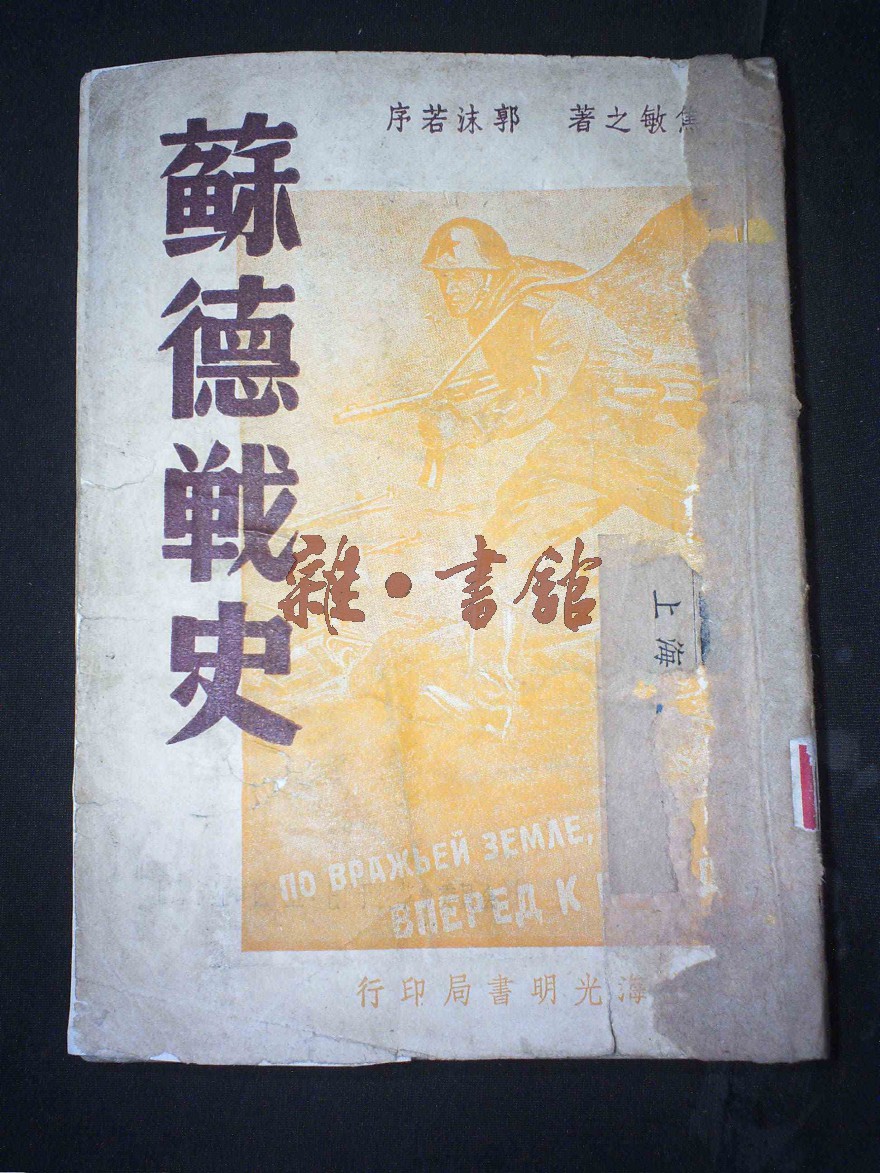 焦敏之著 郭沫若序
蘇德戦史
雜·書館
上海
ПО ВРАЖЬЕЙ ЗЕМЛЕ,
ВПЕРЕД К
海光明書局印行